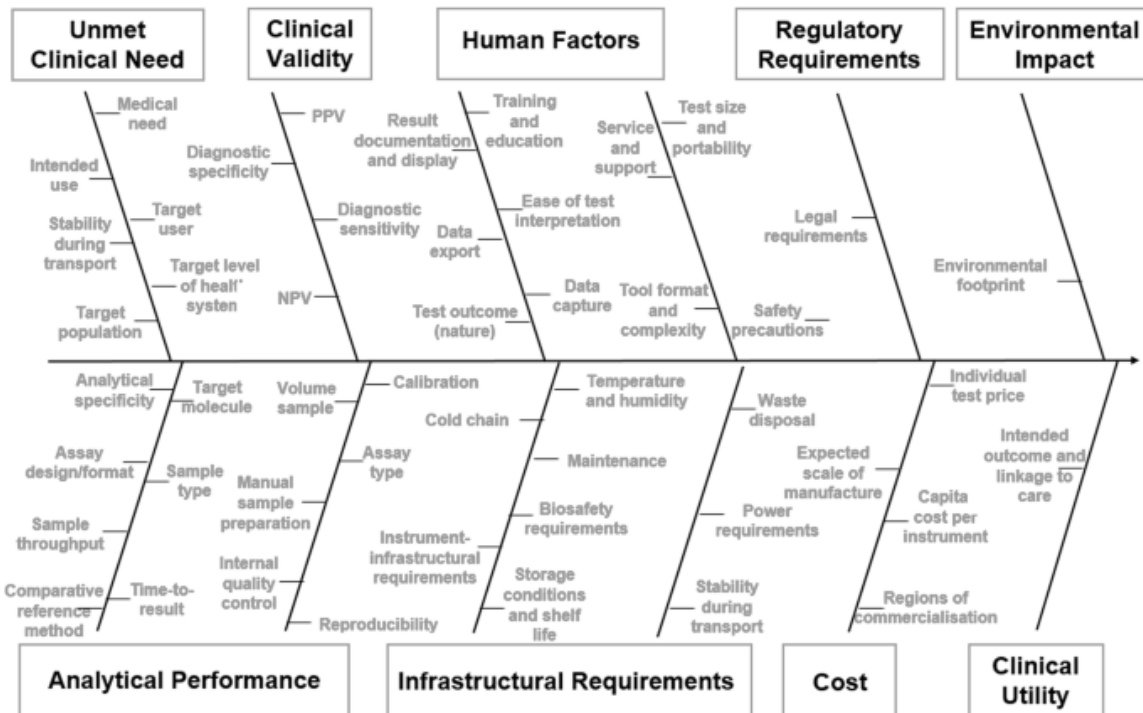 Unmet
Clinical Need
Clinical
Validity
Human Factors
Regulatory
Requirements
Environmental
Impact
Medical
need
Intended
use
Target
user
Stability
during
transport
Target level
of
systen
Target
population
PPV
Diagnostic
specificity
Diagnostic
sensitivity
NPV
Training and
education
Result
documentation
and display
Ease of test
interpretation
Data
export
Data
capture
Test outcome
(nature)
Test size and
portability
Service
and
support
Tool format
and
complexity
Legal
requirements
Safety
precautions
Environmental
footprint
Analytical
specificity
Target
molecule
Assay
design/format
Sample
type
Sample
throughput
Time-to-
result
Comparative
reference
method
Volume
sample
Calibration
Assay type
Manual
sample
preparation
Internal
quality
control
Reproducibility
Temperature
and humidity
Cold chain
Maintenance
Biosafety
requirements
Instrument-
infrastructural
requirements
Storage
conditions
and shelf
life
Waste
disposal
Power
requirements
Stability
during
transport
Individual
test price
Expected
scale of
manufacture
Capita
cost per
instrument
Regions of
commercialisation
Intended
outcome and
linkage to
care
Analytical Performance
Infrastructural Requirements
Cost
Clinical
Utility